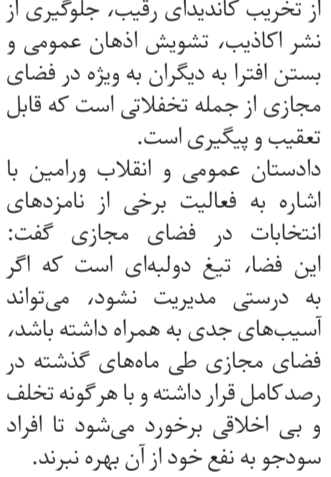 از تخریب کاندیدای رقیب، جلوگیری از
نشر اکاذیب، تشویش اذهان عمومی و
بستن افترا به دیگران به ویژه در فضای
مجازی از جمله تخفلاتی است که قابل
تعقیب و پیگیری است.
دادستان عمومی و انقلاب ورامین با
اشاره به فعالیت برخی از نامزدهای
انتخابات در فضای مجازی گفت:
این فضا، تیغ دولبه‌ای است که اگر
به درستی مدیریت نشود، می‌تواند
آسیب‌های جدی به همراه داشته باشد،
فضای مجازی طی ماه‌های گذشته در
رصد کامل قرار داشته و با هر گونه تخلف
و بی اخلاقی برخورد می‌شود تا افراد
سودجو به نفع خود از آن بهره نبرند.